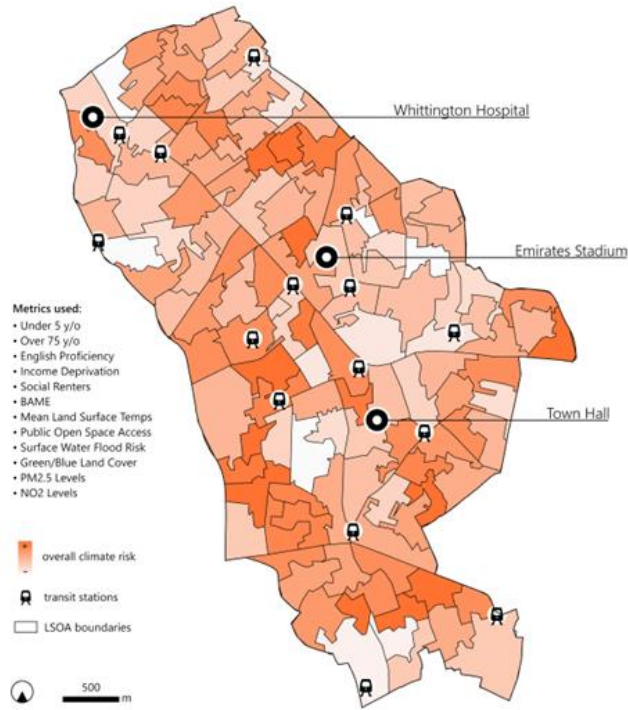 Whittington Hospital
Emirates Stadium
Metrics used:
• Under 5 y/o
• Over 75 y/o
• English Proficiency
• Income Deprivation
• Social Renters
• BAME
• Mean Land Surface Temps
• Public Open Space Access
• Surface Water Flood Risk
• Green/Blue Land Cover
• PM2.5 Levels
• NO2 Levels
Town Hall
+
-
overall climate risk
transit stations
LSOA boundaries
500
m